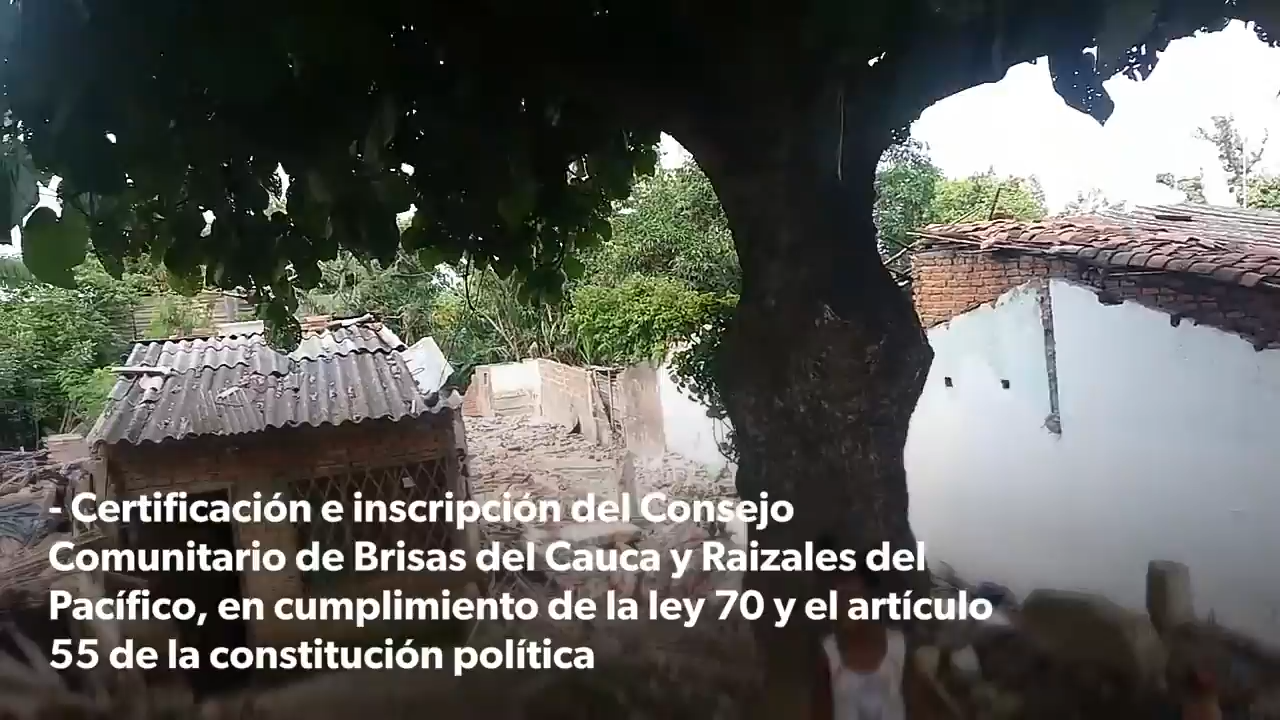 - Certificación e inscripción del Consejo
Comunitario de Brisas del Cauca y Raizales del
Pacífico, en cumplimiento de la ley 70 y el artículo
55 de la constitución política